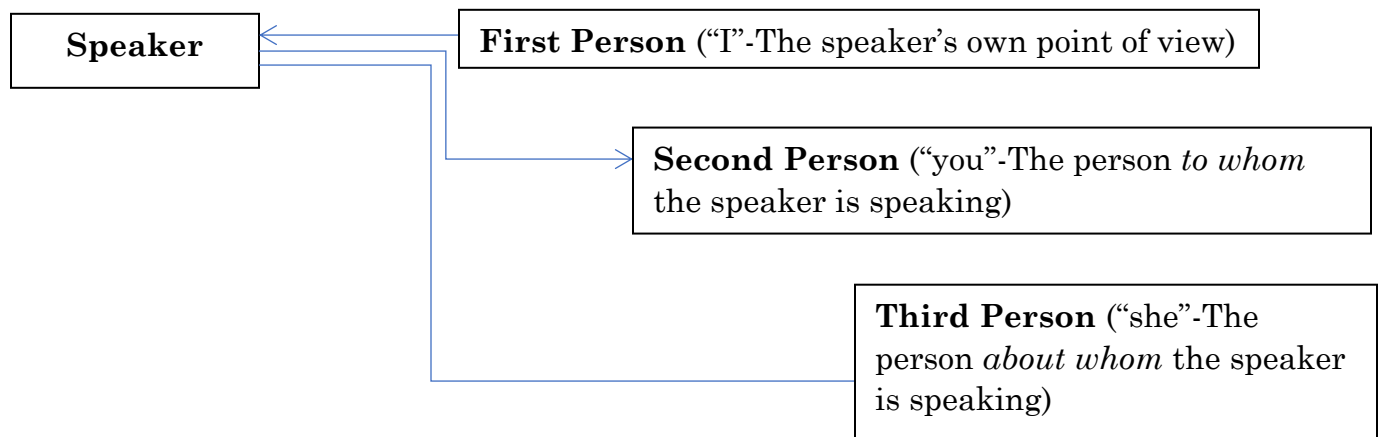 Speaker
First Person (“I”-The speaker’s own point of view)
Second Person (“you”-The person to whom
the speaker is speaking)
Third Person (“she”-The
person about whom the speaker
is speaking)